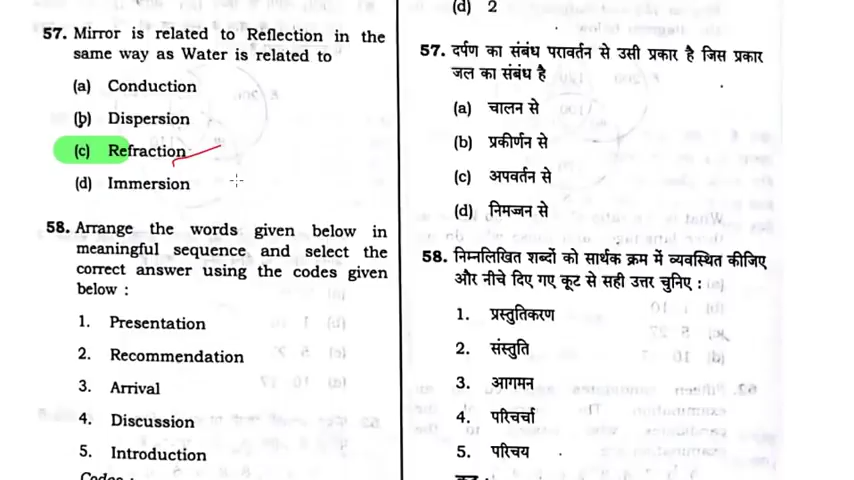 57. Mirror is related to Reflection in the
same way as Water is related to
(a) Conduction
(b) Dispersion
(c) Refraction
(d) Immersion
58. Arrange the words given below in
meaningful sequence and select the
correct answer using the codes given
below :
1. Presentation
2. Recommendation
3. Arrival
4. Discussion
5. Introduction
(d) 2
57. दर्पण का संबंध परावर्तन से उसी प्रकार है जिस प्रकार
जल का संबंध है
(a) चालन से
(b) प्रकीर्णन से
(c) अपवर्तन से
(d) निमज्जन से
58. निम्नलिखित शब्दों को सार्थक क्रम में व्यवस्थित कीजिए
और नीचे दिए गए कूट से सही उत्तर चुनिए :
1. प्रस्तुतिकरण
2. संस्तुति
3. आगमन
4. परिचर्चा
5. परिचय